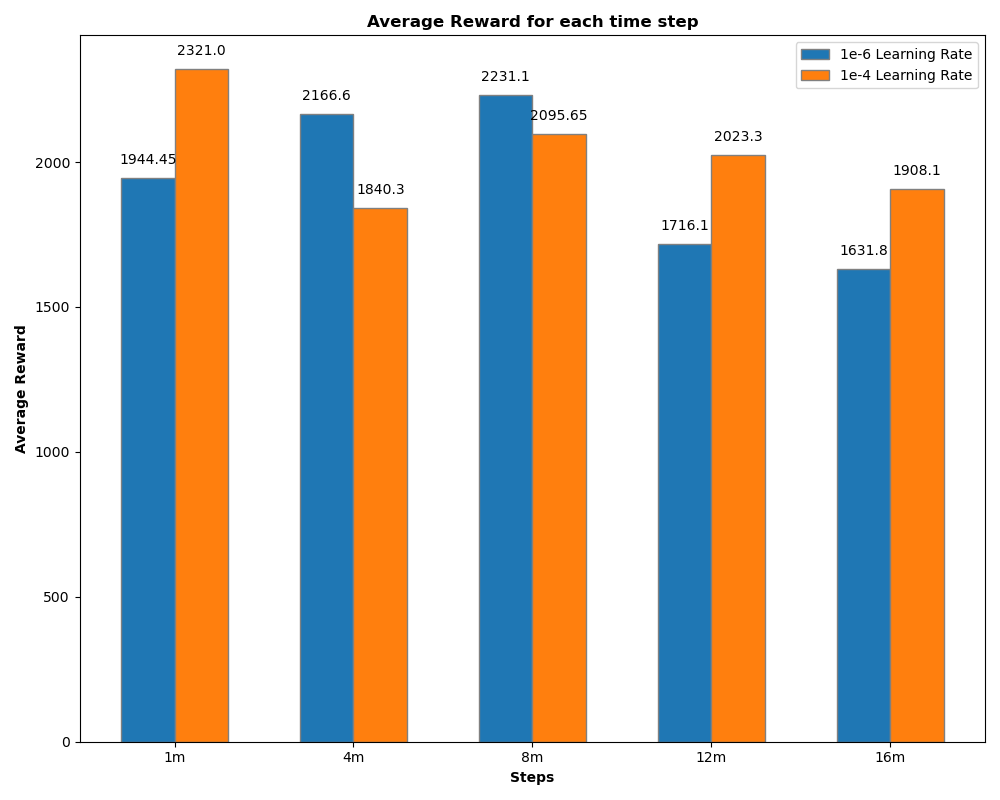 Average Reward for each time step
1e-6 Learning Rate
1e-4 Learning Rate
2321.0
2231.1
2166.6
2095.65
2023.3
1944.45
1908.1
1840.3
1716.1
1631.8
Average Reward
2000
1500
1000
500
0
1m 4m 8m 12m 16m
Steps